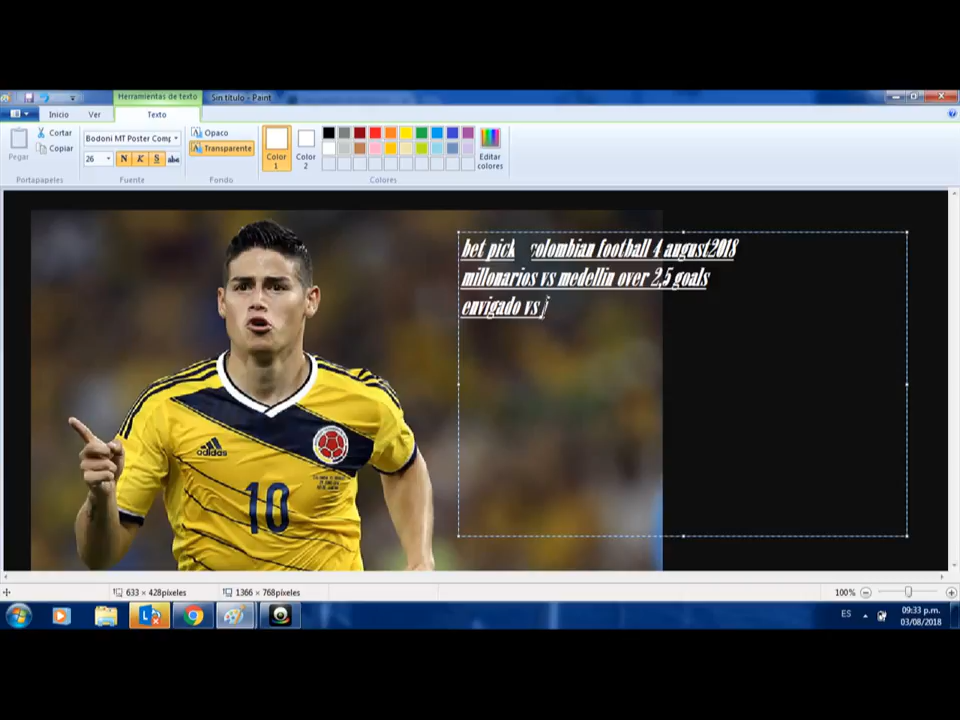 Herramientas de texto
Sin título - Paint
Inicio
Ver
Texto
Pegar
Cortar
Copiar
Portapapeles
Bodoni MT Poster Comp
26
N K S abc
Fuente
Opaco
Transparente
Fondo
Color 1
Color 2
Editar colores
Colores
bet pick colombian football 4 august2018
millonarios vs medellin over 2,5 goals
envigado vs j
adidas
10
633 × 428píxeles
1366 × 768píxeles
100%
ES
09:33 p.m.
03/08/2018